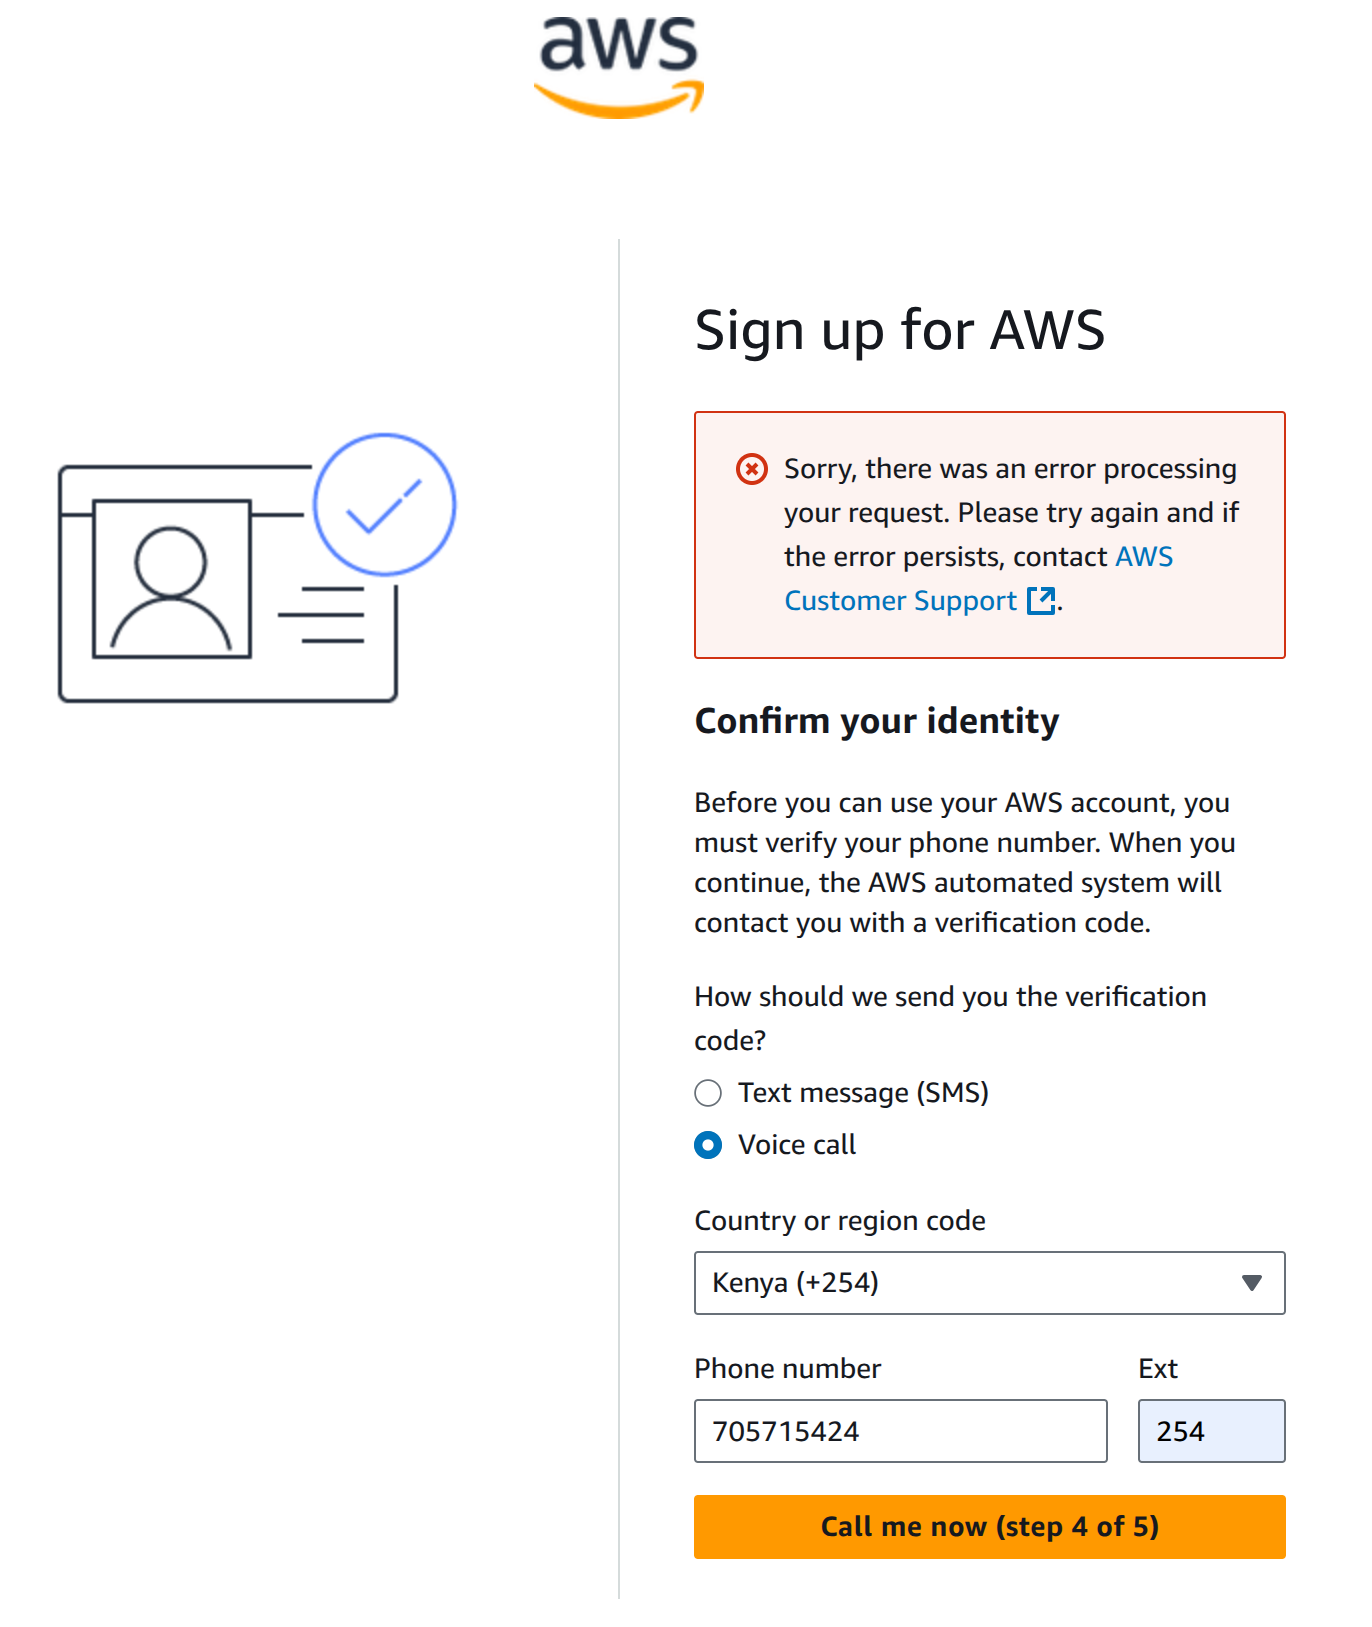 aws
Sign up for AWS
Sorry, there was an error processing
your request. Please try again and if
the error persists, contact AWS
Customer Support.
Confirm your identity
Before you can use your AWS account, you
must verify your phone number. When you
continue, the AWS automated system will
contact you with a verification code.
How should we send you the verification
code?
Text message (SMS)
Voice call
Country or region code
Kenya (+254)
Phone number Ext
705715424 254
Call me now (step 4 of 5)